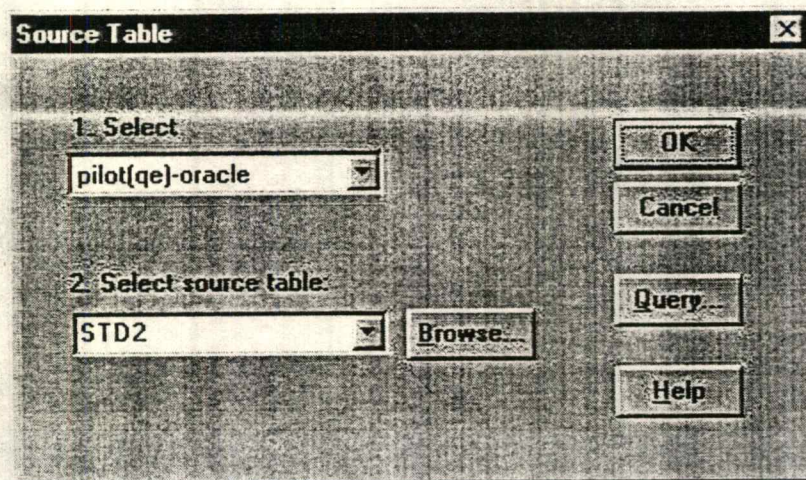 Source Table
1. Select
pilot(qe)-oracle
OK
Cancel
2. Select source table:
STD2
Browse...
Query...
Help